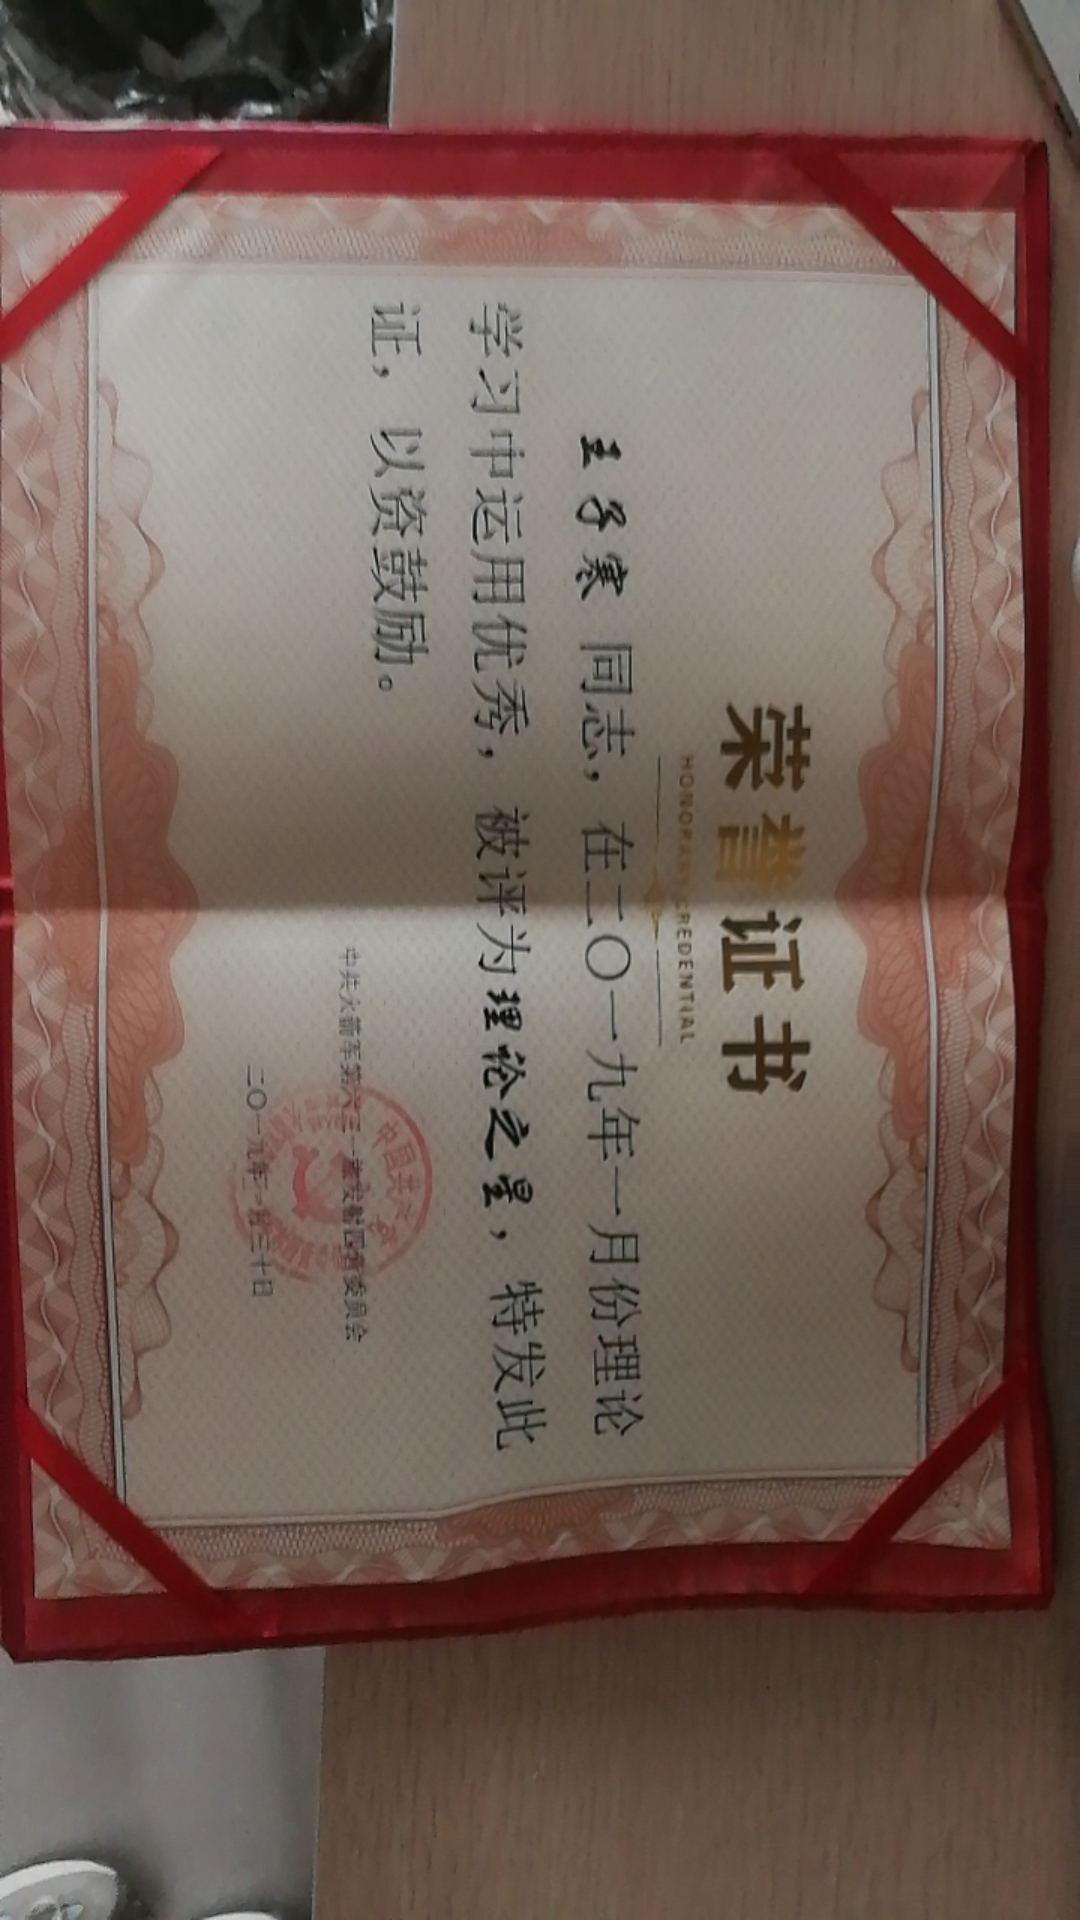 荣誉证书
HONORARY CREDENTIAL
王子寒 同志，在二〇一九年一月份理论
学习中运用优秀，被评为理论之星，特发此
证，以资鼓励。
中国共产党
中共火箭军第六三一旅发射四营委员会
二〇一九年一月三十日